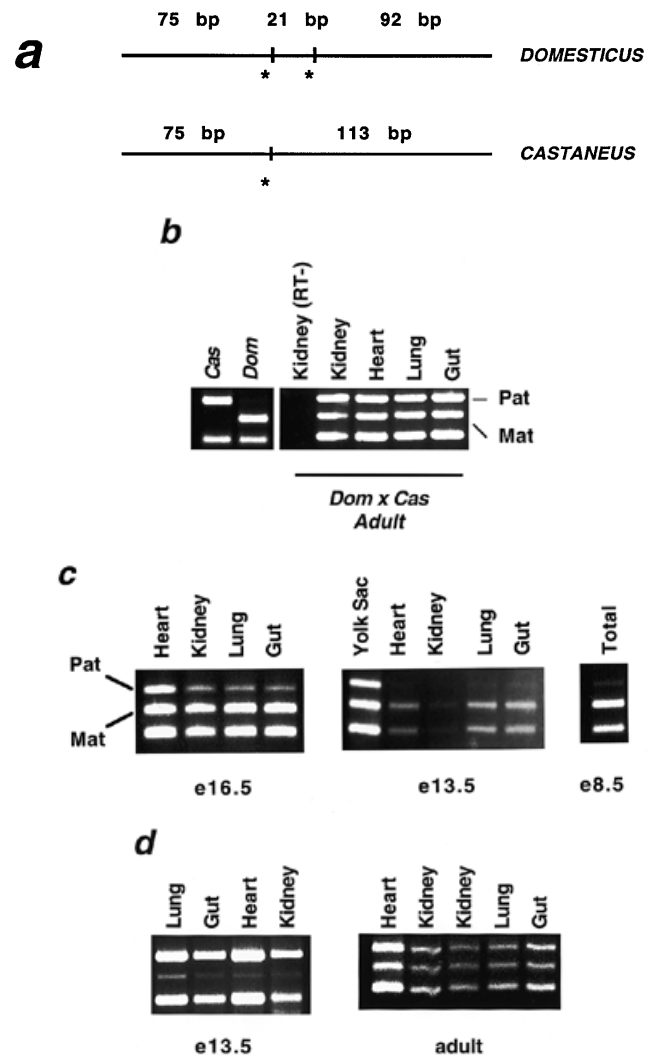 a
75 bp 21 bp 92 bp
DOMESTICUS
* *
75 bp 113 bp
CASTANEUS
*
b
Cas Dom Kidney (RT-) Kidney Heart Lung Gut
Pat
Mat
Dom x Cas
Adult
c
Heart Kidney Lung Gut Yolk Sac Heart Kidney Lung Gut Total
Pat
Mat
e16.5 e13.5 e8.5
d
Lung Gut Heart Kidney Heart Kidney Kidney Lung Gut
e13.5 adult